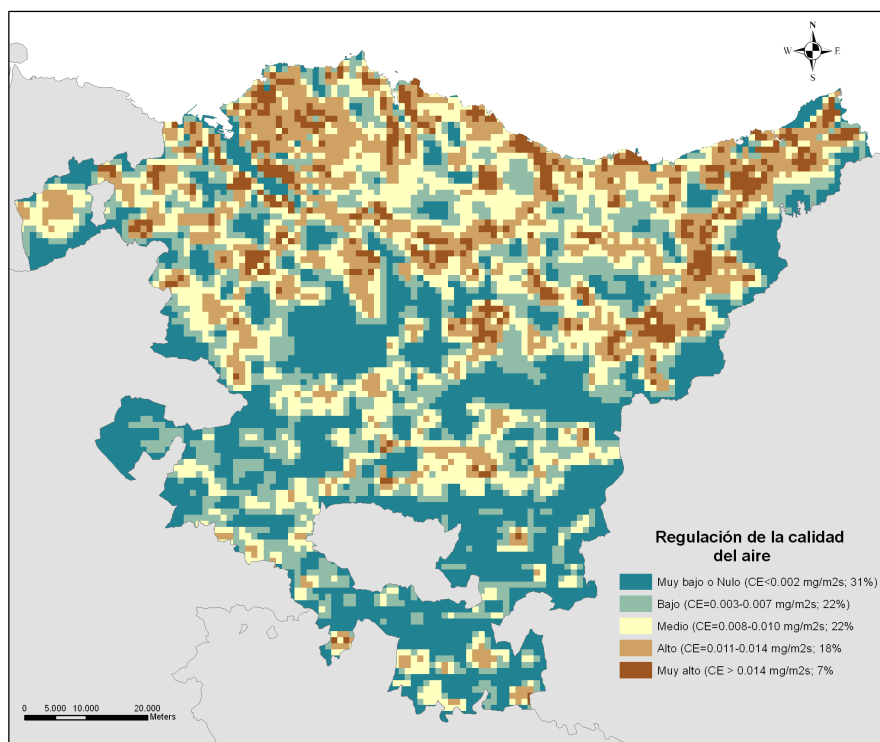 N
W E
S
Regulación de la calidad
del aire
Muy bajo o Nulo (CE<0.002 mg/m2s; 31%)
Bajo (CE=0.003-0.007 mg/m2s; 22%)
Medio (CE=0.008-0.010 mg/m2s; 22%
Alto (CE=0.011-0.014 mg/m2s; 18%
Muy alto (CE > 0.014 mg/m2s; 7%
0 5.000 10.000 20.000
Meters